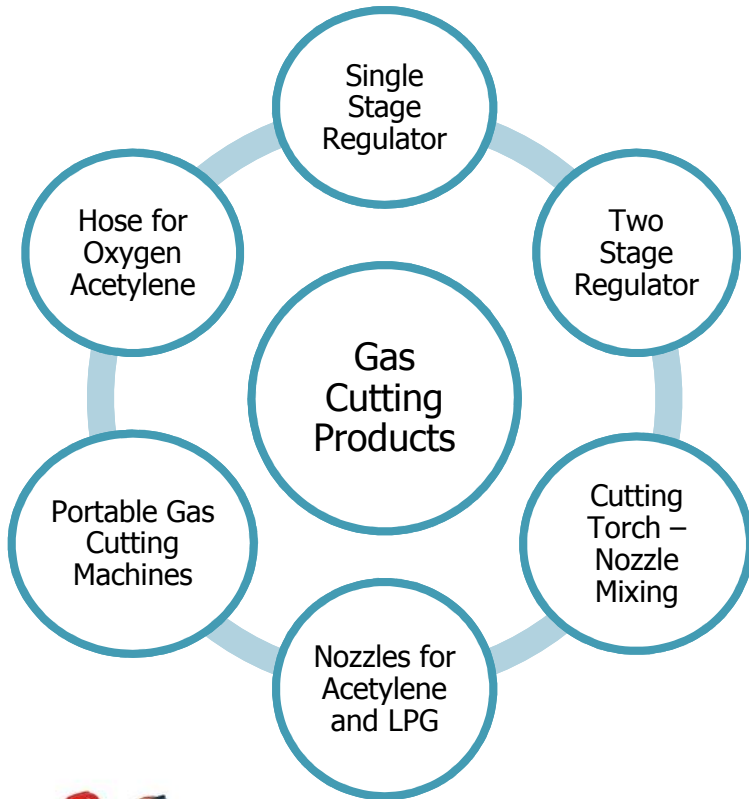 Single
Stage
Regulator
Two
Stage
Regulator
Cutting
Torch –
Nozzle
Mixing
Nozzles for
Acetylene
and LPG
Portable Gas
Cutting
Machines
Hose for
Oxygen
Acetylene
Gas
Cutting
Products